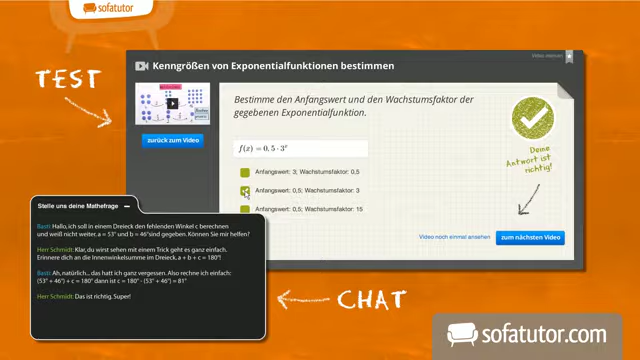 sofatutor
Video merken
TEST
Kenngrößen von Exponentialfunktionen bestimmen
zurück zum Video
Bestimme den Anfangswert und den Wachstumsfaktor der
gegebenen Exponentialfunktion.
f(x) = 0,5 · 3ˣ
Anfangswert: 3; Wachstumsfaktor: 0,5
Anfangswert: 0,5; Wachstumsfaktor: 3
Anfangswert: 0,5; Wachstumsfaktor: 15
Deine
Antwort ist
richtig!
Video noch einmal ansehen
zum nächsten Video
Stelle uns deine Mathefrage
Basti: Hallo, ich soll in einem Dreieck den fehlenden Winkel c berechnen
und weiß nicht weiter. a = 53° und b = 46° sind gegeben. Können Sie mir helfen?
Herr Schmidt: Klar, du wirst sehen mit einem Trick geht es ganz einfach.
Erinnere dich an die Innenwinkelsumme im Dreieck, a + b + c = 180°!
Basti: Ah, natürlich... das hatt ich ganz vergessen. Also rechne ich einfach:
(53° + 46°) + c = 180° dann ist c = 180° - (53° + 46°) = 81°
Herr Schmidt: Das ist richtig. Super!
CHAT
sofatutor.com